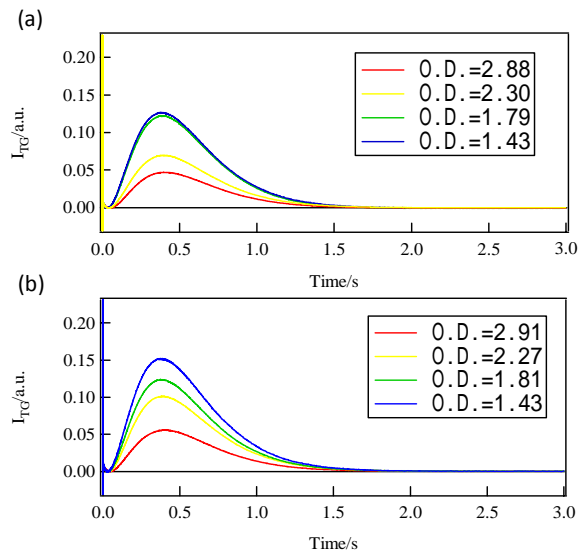 (a)
I_TG/a.u.
0.20
0.15
0.10
0.05
0.00
O.D.=2.88
O.D.=2.30
O.D.=1.79
O.D.=1.43
0.0 0.5 1.0 1.5 2.0 2.5 3.0
Time/s
(b)
I_TG/a.u.
0.20
0.15
0.10
0.05
0.00
O.D.=2.91
O.D.=2.27
O.D.=1.81
O.D.=1.43
0.0 0.5 1.0 1.5 2.0 2.5 3.0
Time/s